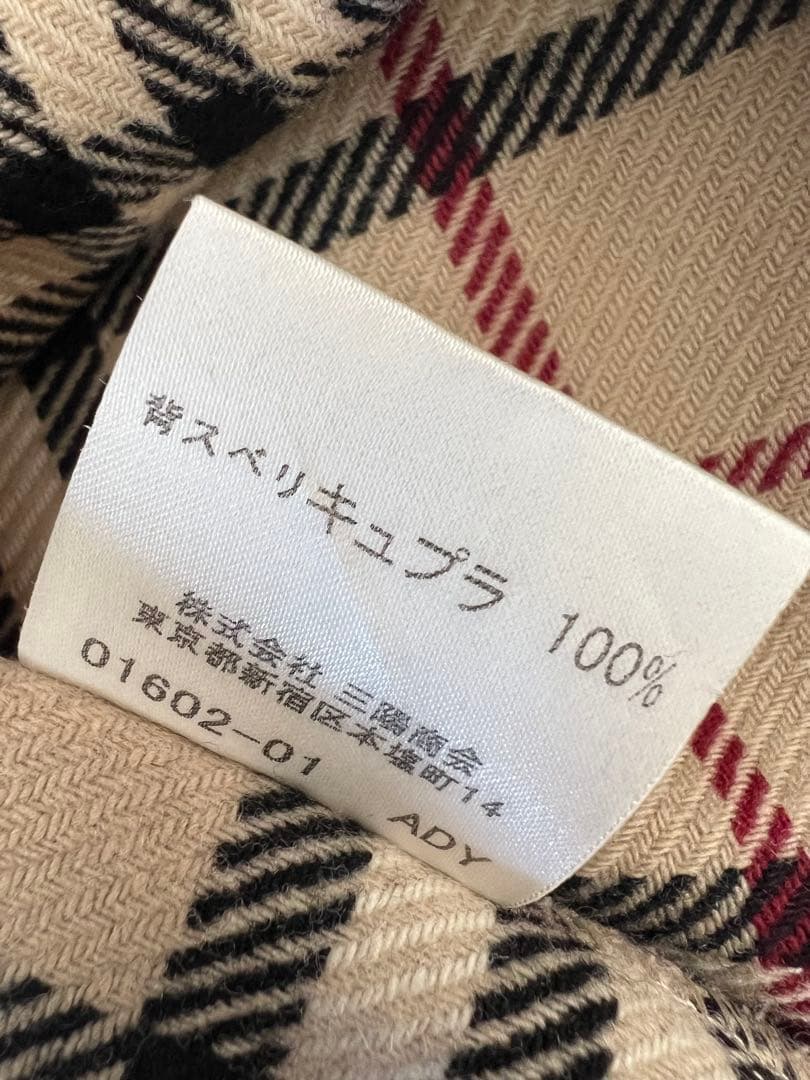 背スベリキュプラ 100%
株式会社 三陽商会
東京都新宿区本塩町14
01602-01 ADY